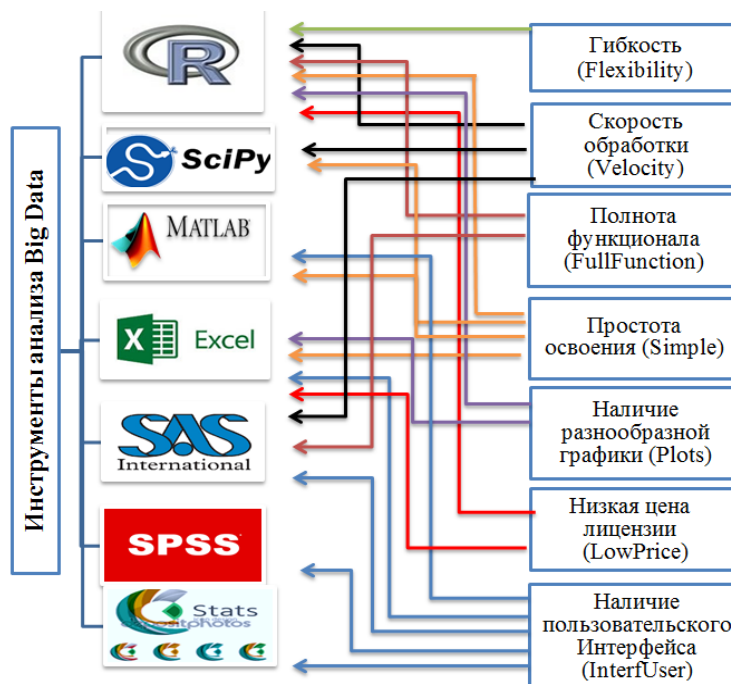 Инструменты анализа Big Data
R
SciPy
MATLAB
X
Excel
SAS
International
SPSS
Stats
depositphotos
Гибкость
(Flexibility)
Скорость
обработки
(Velocity)
Полнота
функционала
(FullFunction)
Простота
освоения (Simple)
Наличие
разнообразной
графики (Plots)
Низкая цена
лицензии
(LowPrice)
Наличие
пользовательского
Интерфейса
(InterfUser)